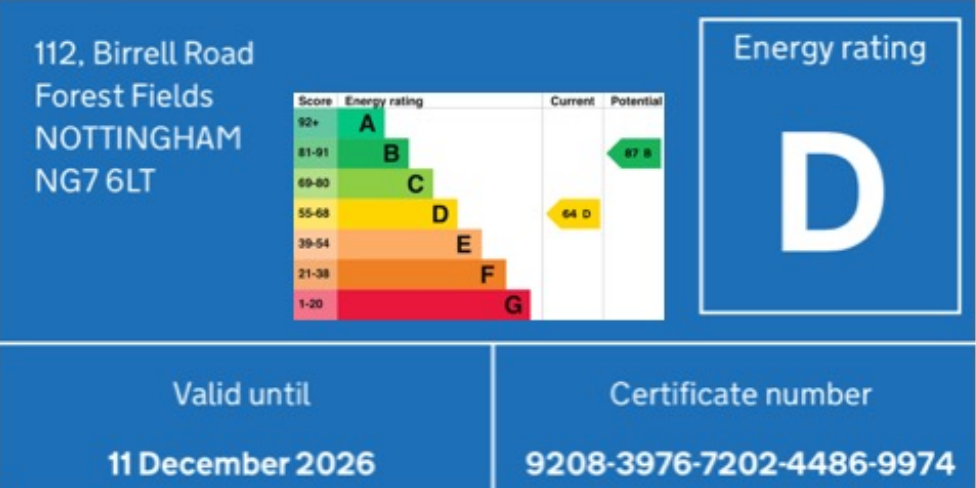 112, Birrell Road
Forest Fields
NOTTINGHAM
NG7 6LT
Score Energy rating Current Potential
92+ A
81-91 B 87 B
69-80 C
55-68 D 64 D
39-54 E
21-38 F
1-20 G
Energy rating
D
Valid until
11 December 2026
Certificate number
9208-3976-7202-4486-9974